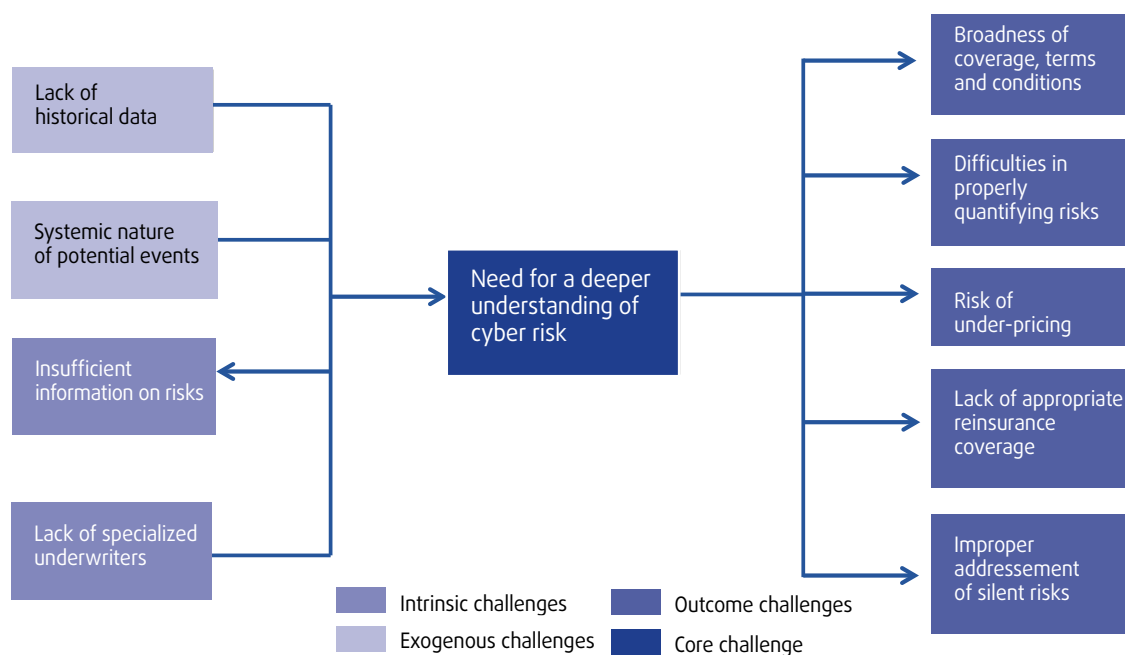 Lack of
historical data
Systemic nature
of potential events
Insufficient
information on risks
Lack of specialized
underwriters
Need for a deeper
understanding of
cyber risk
Broadness of
coverage, terms
and conditions
Difficulties in
properly
quantifying risks
Risk of
under-pricing
Lack of appropriate
reinsurance
coverage
Improper
addressement
of silent risks
Intrinsic challenges
Exogenous challenges
Outcome challenges
Core challenge